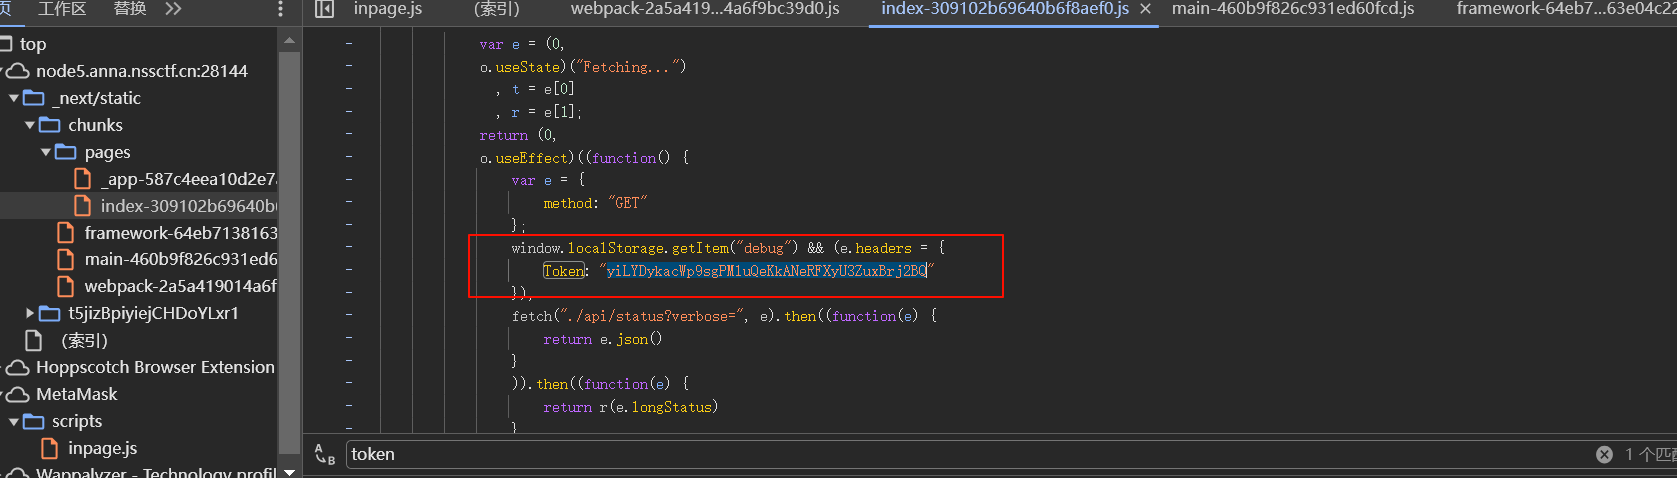 页 工作区 替换
inpage.js (索引) webpack-2a5a419...4a6f9bc39d0.js index-309102b69640b6f8aef0.js main-460b9f826c931ed60fcd.js framework-64eb7...63e04c22
top
node5.anna.nssctf.cn:28144
_next/static
chunks
pages
_app-587c4eea10d2e7
index-309102b69640b
framework-64eb7138163
main-460b9f826c931ed6
webpack-2a5a419014a6f
t5jizBpiyiejCHDoYLxr1
(索引)
Hoppscotch Browser Extension
MetaMask
scripts
inpage.js
Wappalyzer - Technology profil
var e = (0,
o.useState)("Fetching...")
, t = e[0]
, r = e[1];
return (0,
o.useEffect)((function() {
var e = {
method: "GET"
};
window.localStorage.getItem("debug") && (e.headers = {
Token: "yiLYDykacWp9sgPM1uQeKkANeRFXyU3ZuxBrj2BQ"
}),
fetch("./api/status?verbose=", e).then((function(e) {
return e.json()
}
)).then((function(e) {
return r(e.longStatus)
}
token
1 个匹配